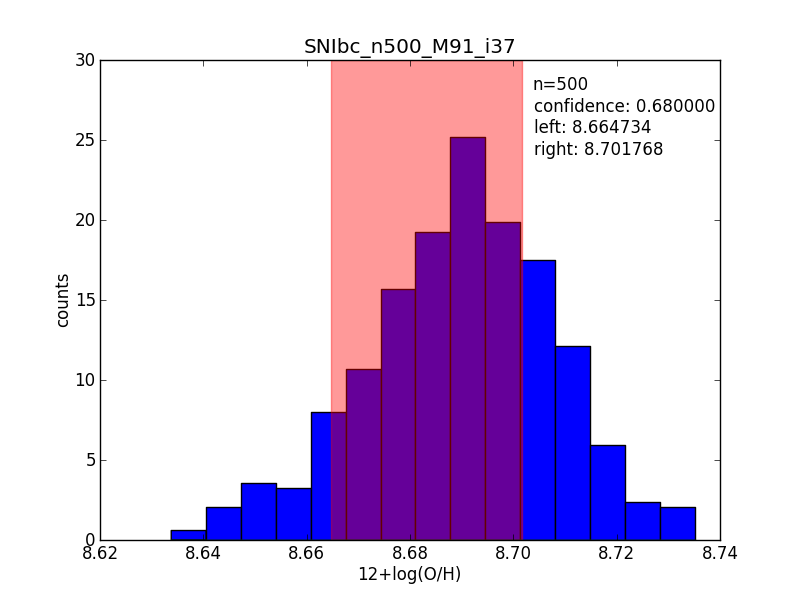 SNIbc_n500_M91_i37
n=500
confidence: 0.680000
left: 8.664734
right: 8.701768
30
25
20
15
10
5
0
counts
8.62 8.64 8.66 8.68 8.70 8.72 8.74
12+log(O/H)